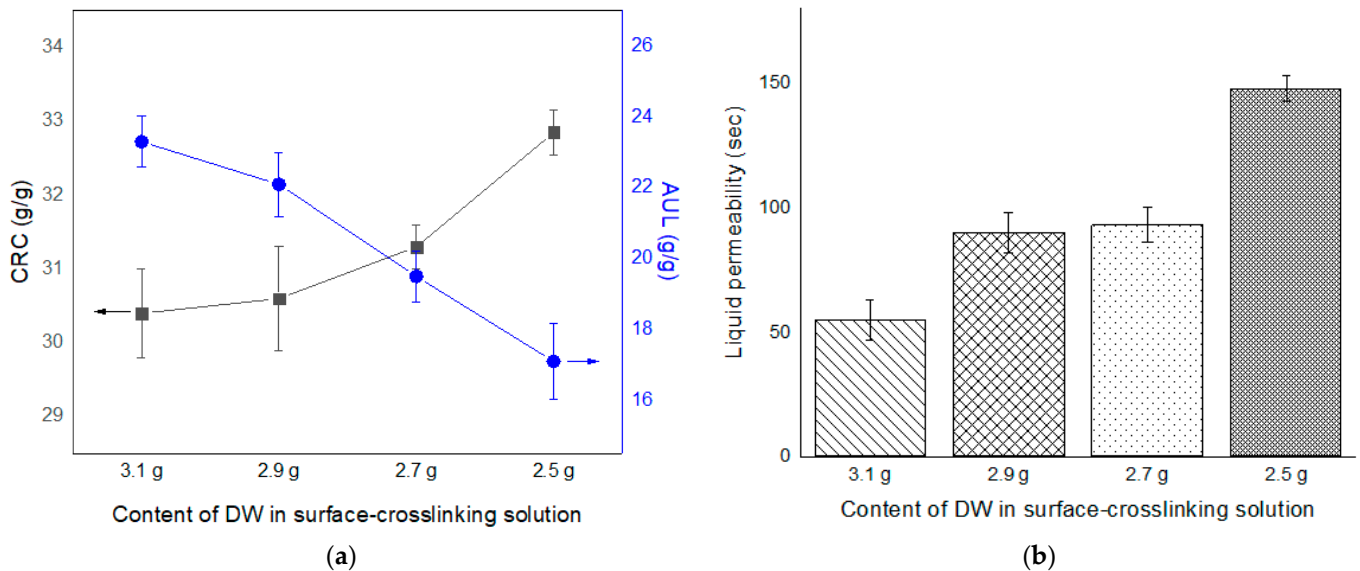 34
33
32
31
30
29
CRC (g/g)
26
24
22
20
18
16
AUL (g/g)
3.1 g 2.9 g 2.7 g 2.5 g
Content of DW in surface-crosslinking solution
(a)
150
100
50
0
Liquid permeability (sec)
3.1 g 2.9 g 2.7 g 2.5 g
Content of DW in surface-crosslinking solution
(b)